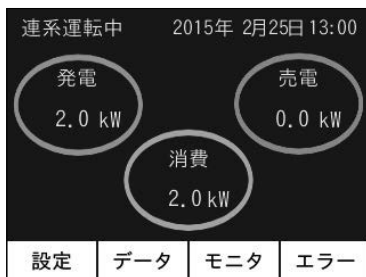 連系運転中 2015年 2月25日 13:00
発電 売電
2.0 kW 0.0 kW
消費
2.0 kW
設定 データ モニタ エラー